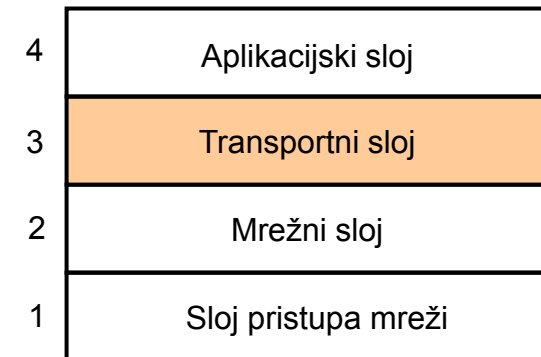 4 Aplikacijski sloj
3 Transportni sloj
2 Mrežni sloj
1 Sloj pristupa mreži